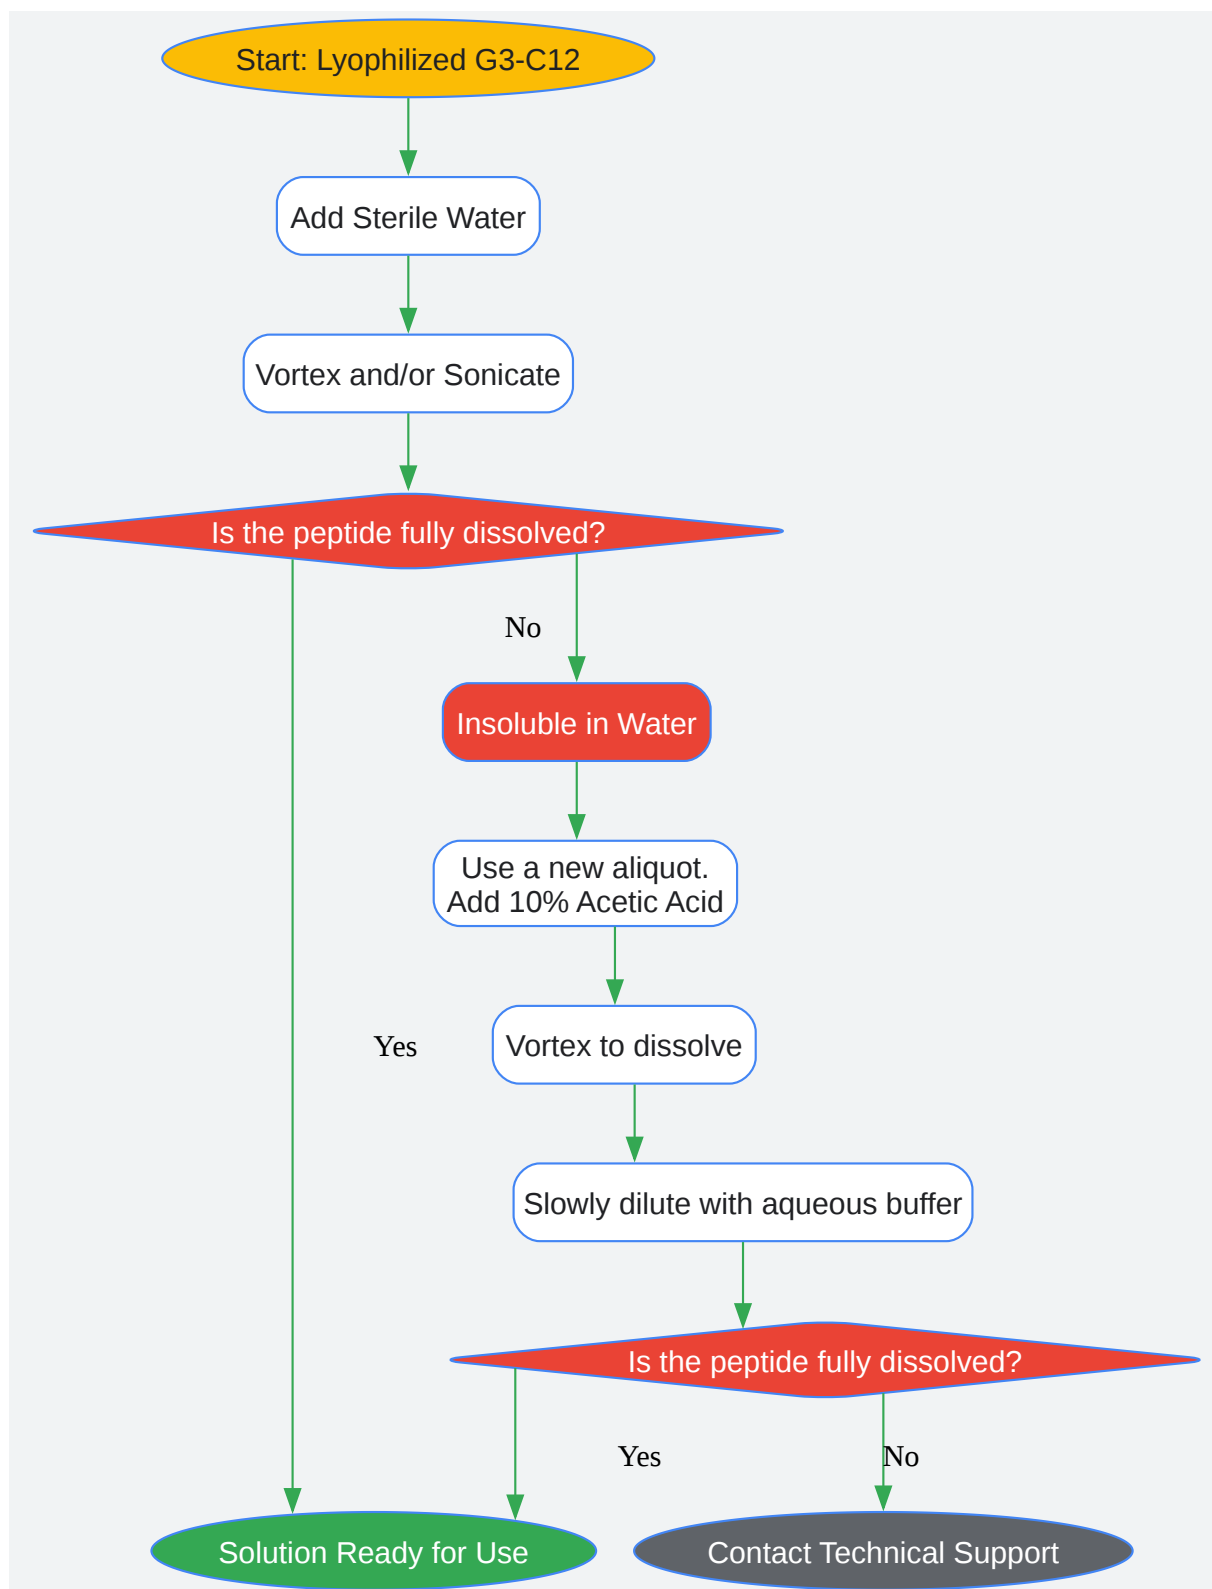 Start: Lyophilized G3-C12
Add Sterile Water
Vortex and/or Sonicate
Is the peptide fully dissolved?
No
Insoluble in Water
Use a new aliquot.
Add 10% Acetic Acid
Yes
Vortex to dissolve
Slowly dilute with aqueous buffer
Is the peptide fully dissolved?
Yes
No
Solution Ready for Use
Contact Technical Support